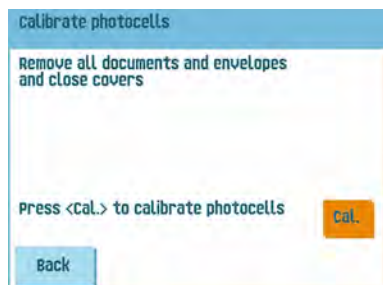 Calibrate photocells
Remove all documents and envelopes
and close covers
Press <Cal.> to calibrate photocells
Cal.
Back